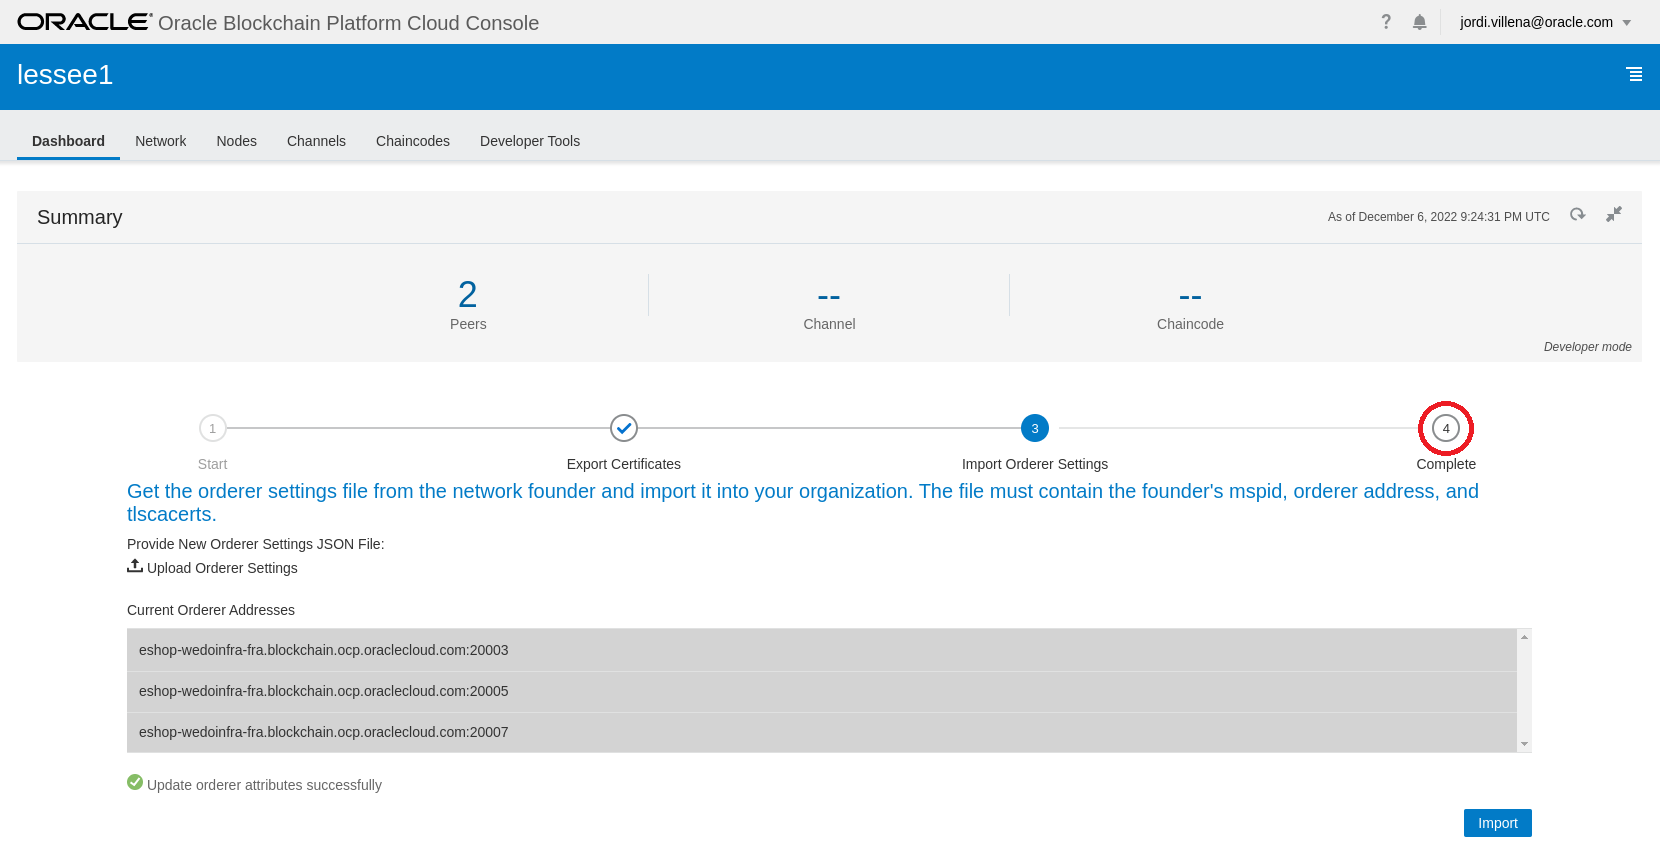 ORACLE® Oracle Blockchain Platform Cloud Console
? jordi.villena@oracle.com
lessee1
Dashboard Network Nodes Channels Chaincodes Developer Tools
Summary As of December 6, 2022 9:24:31 PM UTC
2 -- --
Peers Channel Chaincode
Developer mode
1 3 4
Start Export Certificates Import Orderer Settings Complete
Get the orderer settings file from the network founder and import it into your organization. The file must contain the founder's mspid, orderer address, and
tlscacerts.
Provide New Orderer Settings JSON File:
Upload Orderer Settings
Current Orderer Addresses
eshop-wedoinfra-fra.blockchain.ocp.oraclecloud.com:20003
eshop-wedoinfra-fra.blockchain.ocp.oraclecloud.com:20005
eshop-wedoinfra-fra.blockchain.ocp.oraclecloud.com:20007
Update orderer attributes successfully
Import